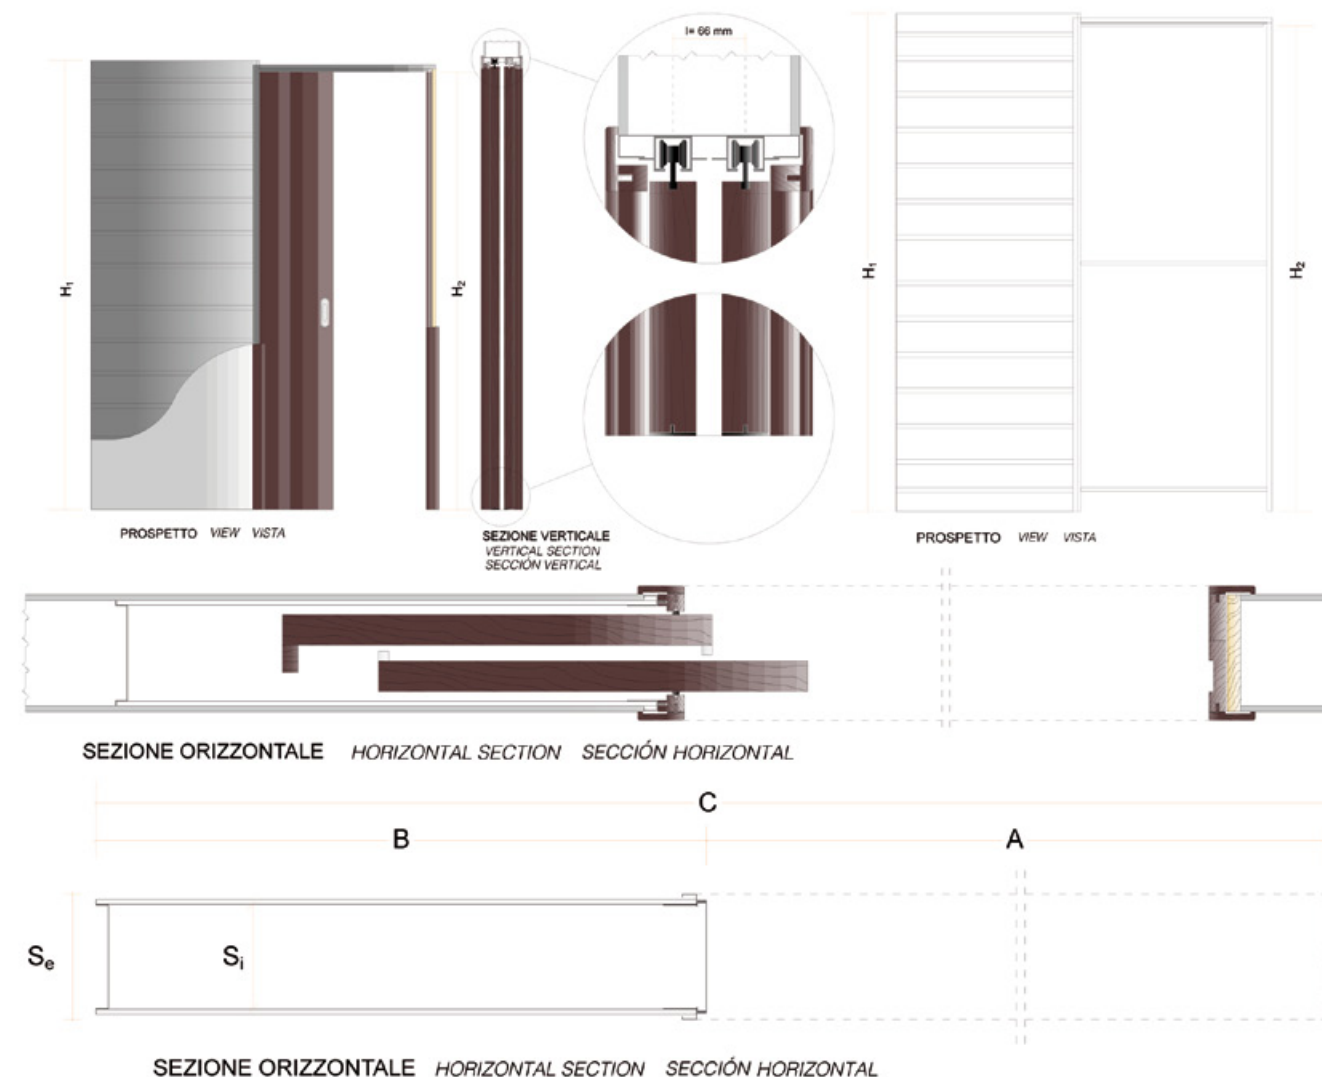 I= 66 mm
H₁
H₂
H₁
H₂
PROSPETTO VIEW VISTA
SEZIONE VERTICALE
VERTICAL SECTION
SECCIÓN VERTICAL
PROSPETTO VIEW VISTA
SEZIONE ORIZZONTALE HORIZONTAL SECTION SECCIÓN HORIZONTAL
C
B A
Sₑ Sᵢ
SEZIONE ORIZZONTALE HORIZONTAL SECTION SECCIÓN HORIZONTAL